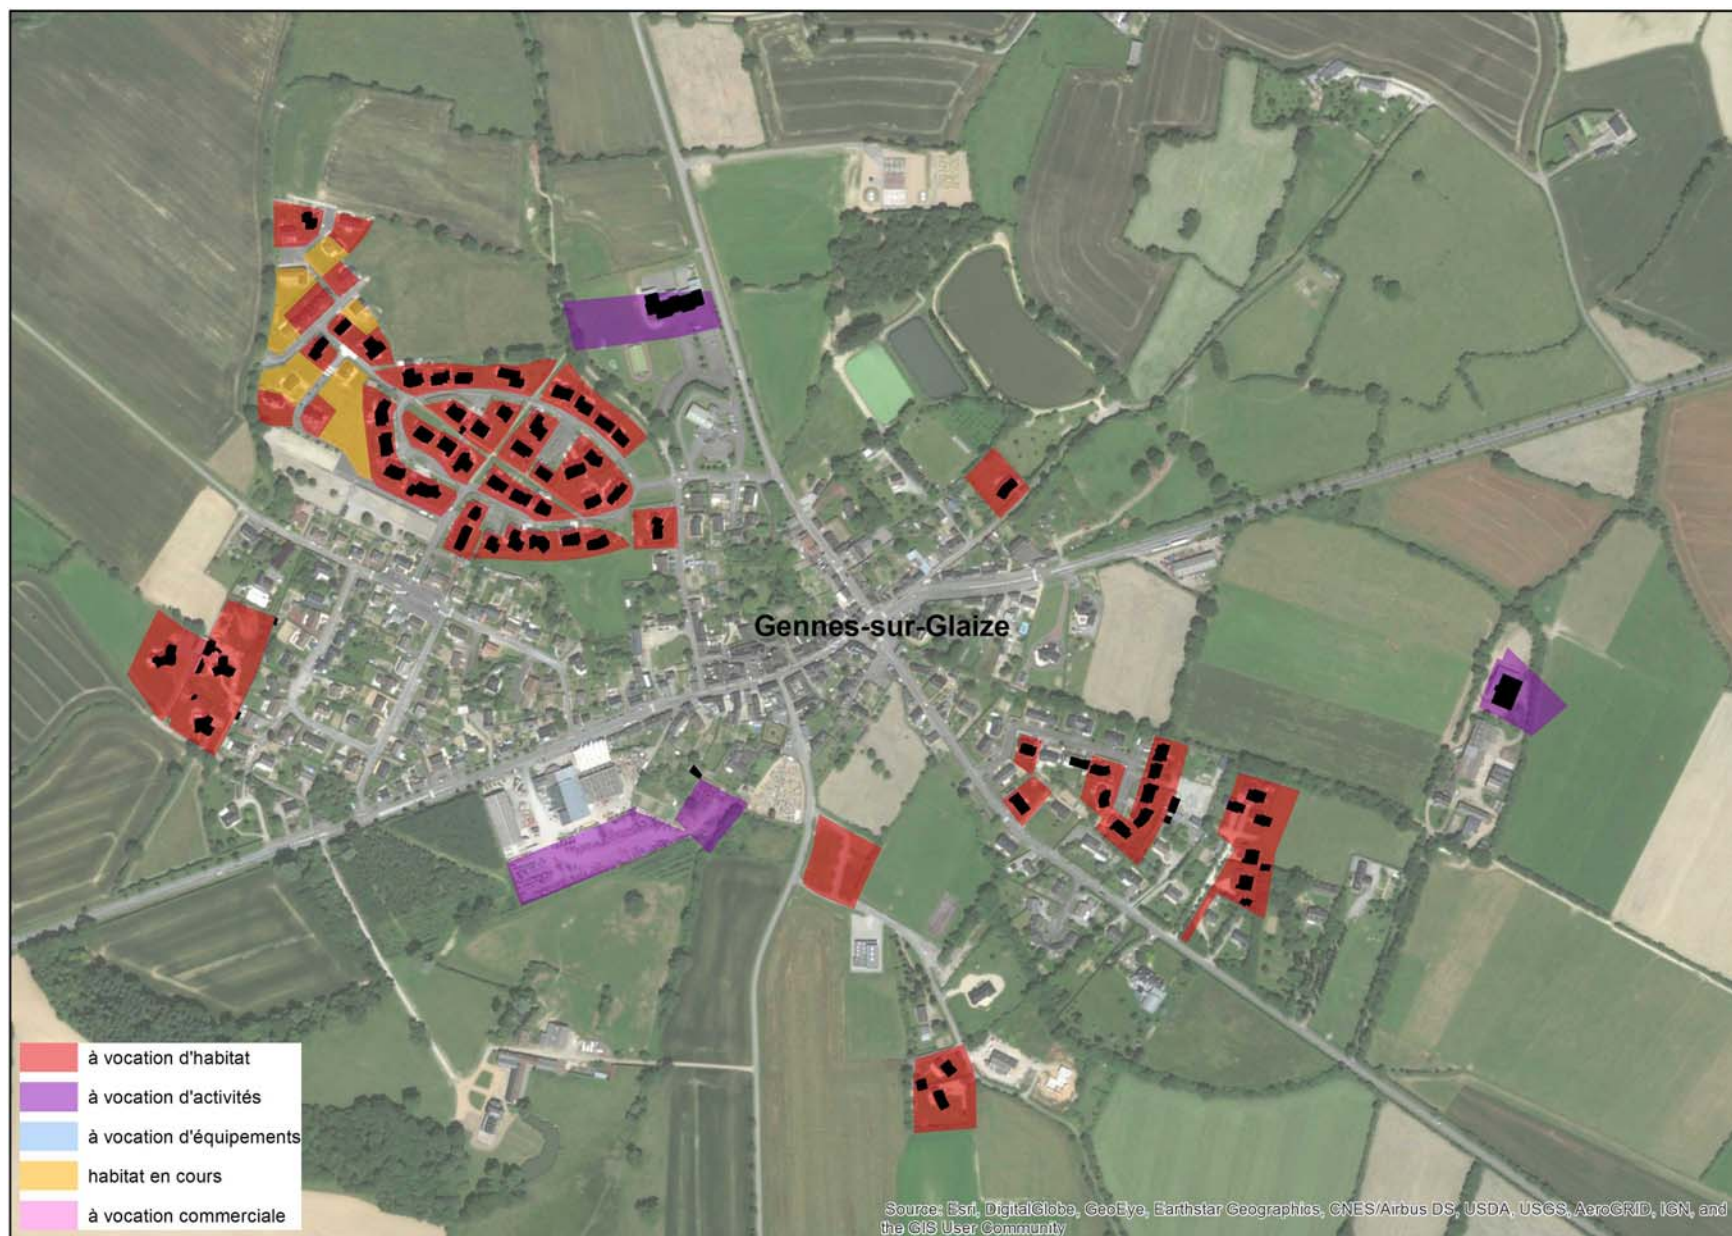 Gennes-sur-Glaize
à vocation d'habitat
à vocation d'activités
à vocation d'équipements
habitat en cours
à vocation commerciale
Source: Esri, DigitalGlobe, GeoEye, Earthstar Geographics, CNES/Airbus DS, USDA, USGS, AeroGRID, IGN, and
the GIS User Community